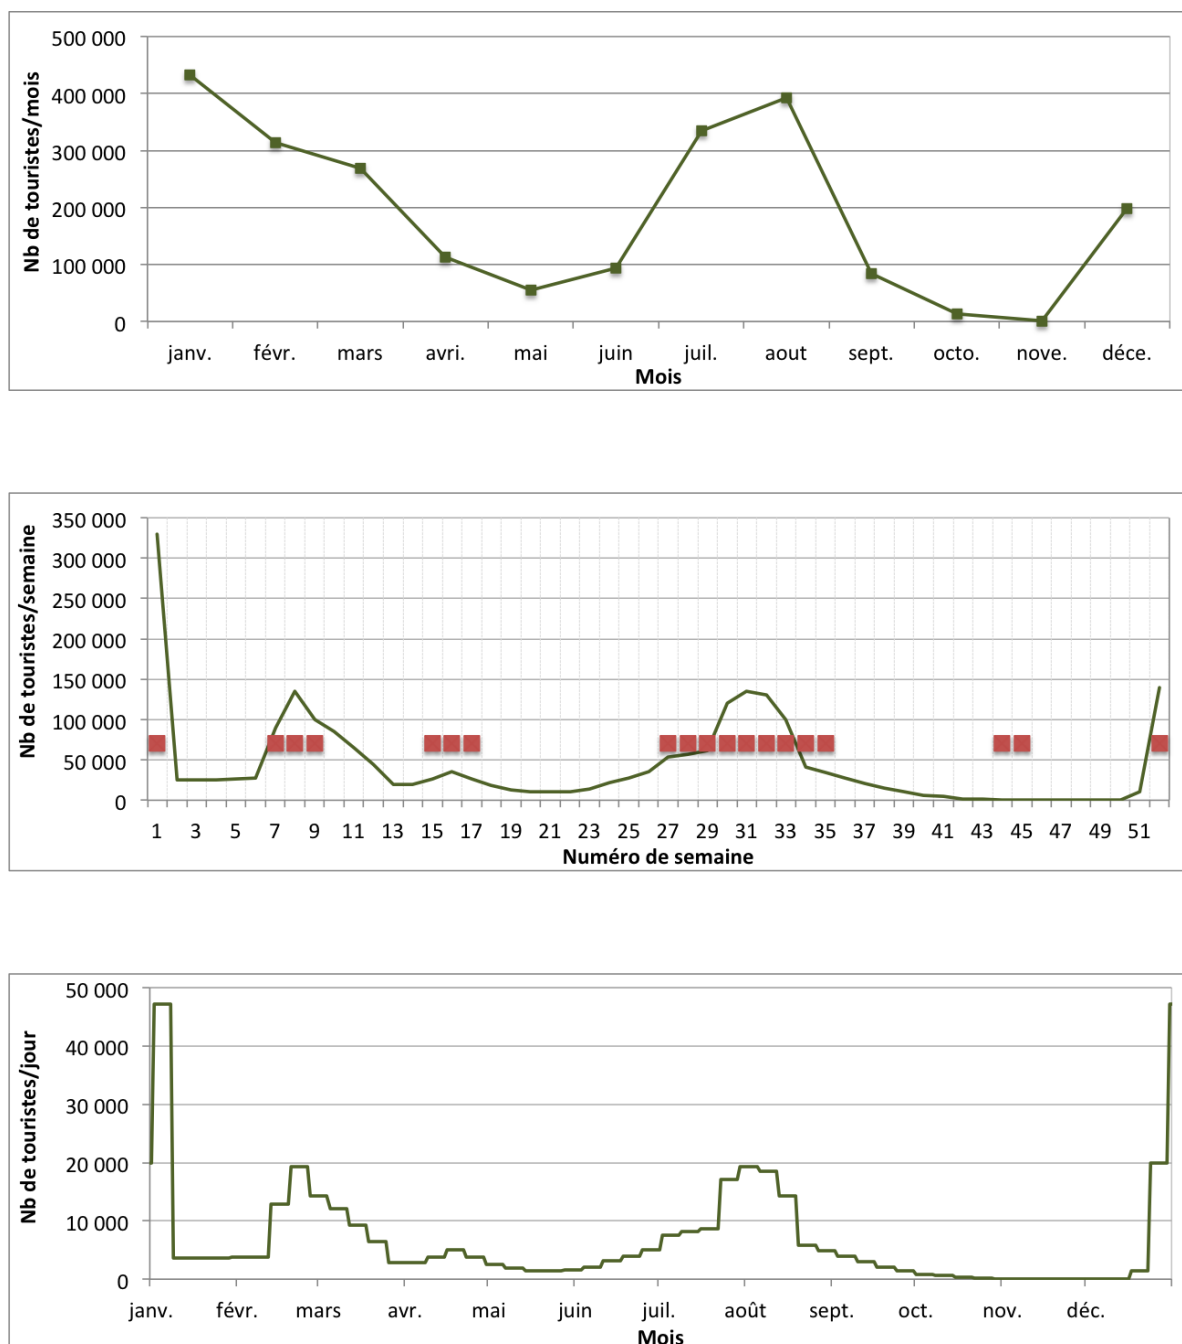 Nb de touristes/mois
500 000
400 000
300 000
200 000
100 000
0
janv. févr. mars avri. mai juin juil. aout sept. octo. nove. déce.
Mois
Nb de touristes/semaine
350 000
300 000
250 000
200 000
150 000
100 000
50 000
0
1 3 5 7 9 11 13 15 17 19 21 23 25 27 29 31 33 35 37 39 41 43 45 47 49 51
Numéro de semaine
Nb de touristes/jour
50 000
40 000
30 000
20 000
10 000
0
janv. févr. mars avr. mai juin juil. août sept. oct. nov. déc.
Mois